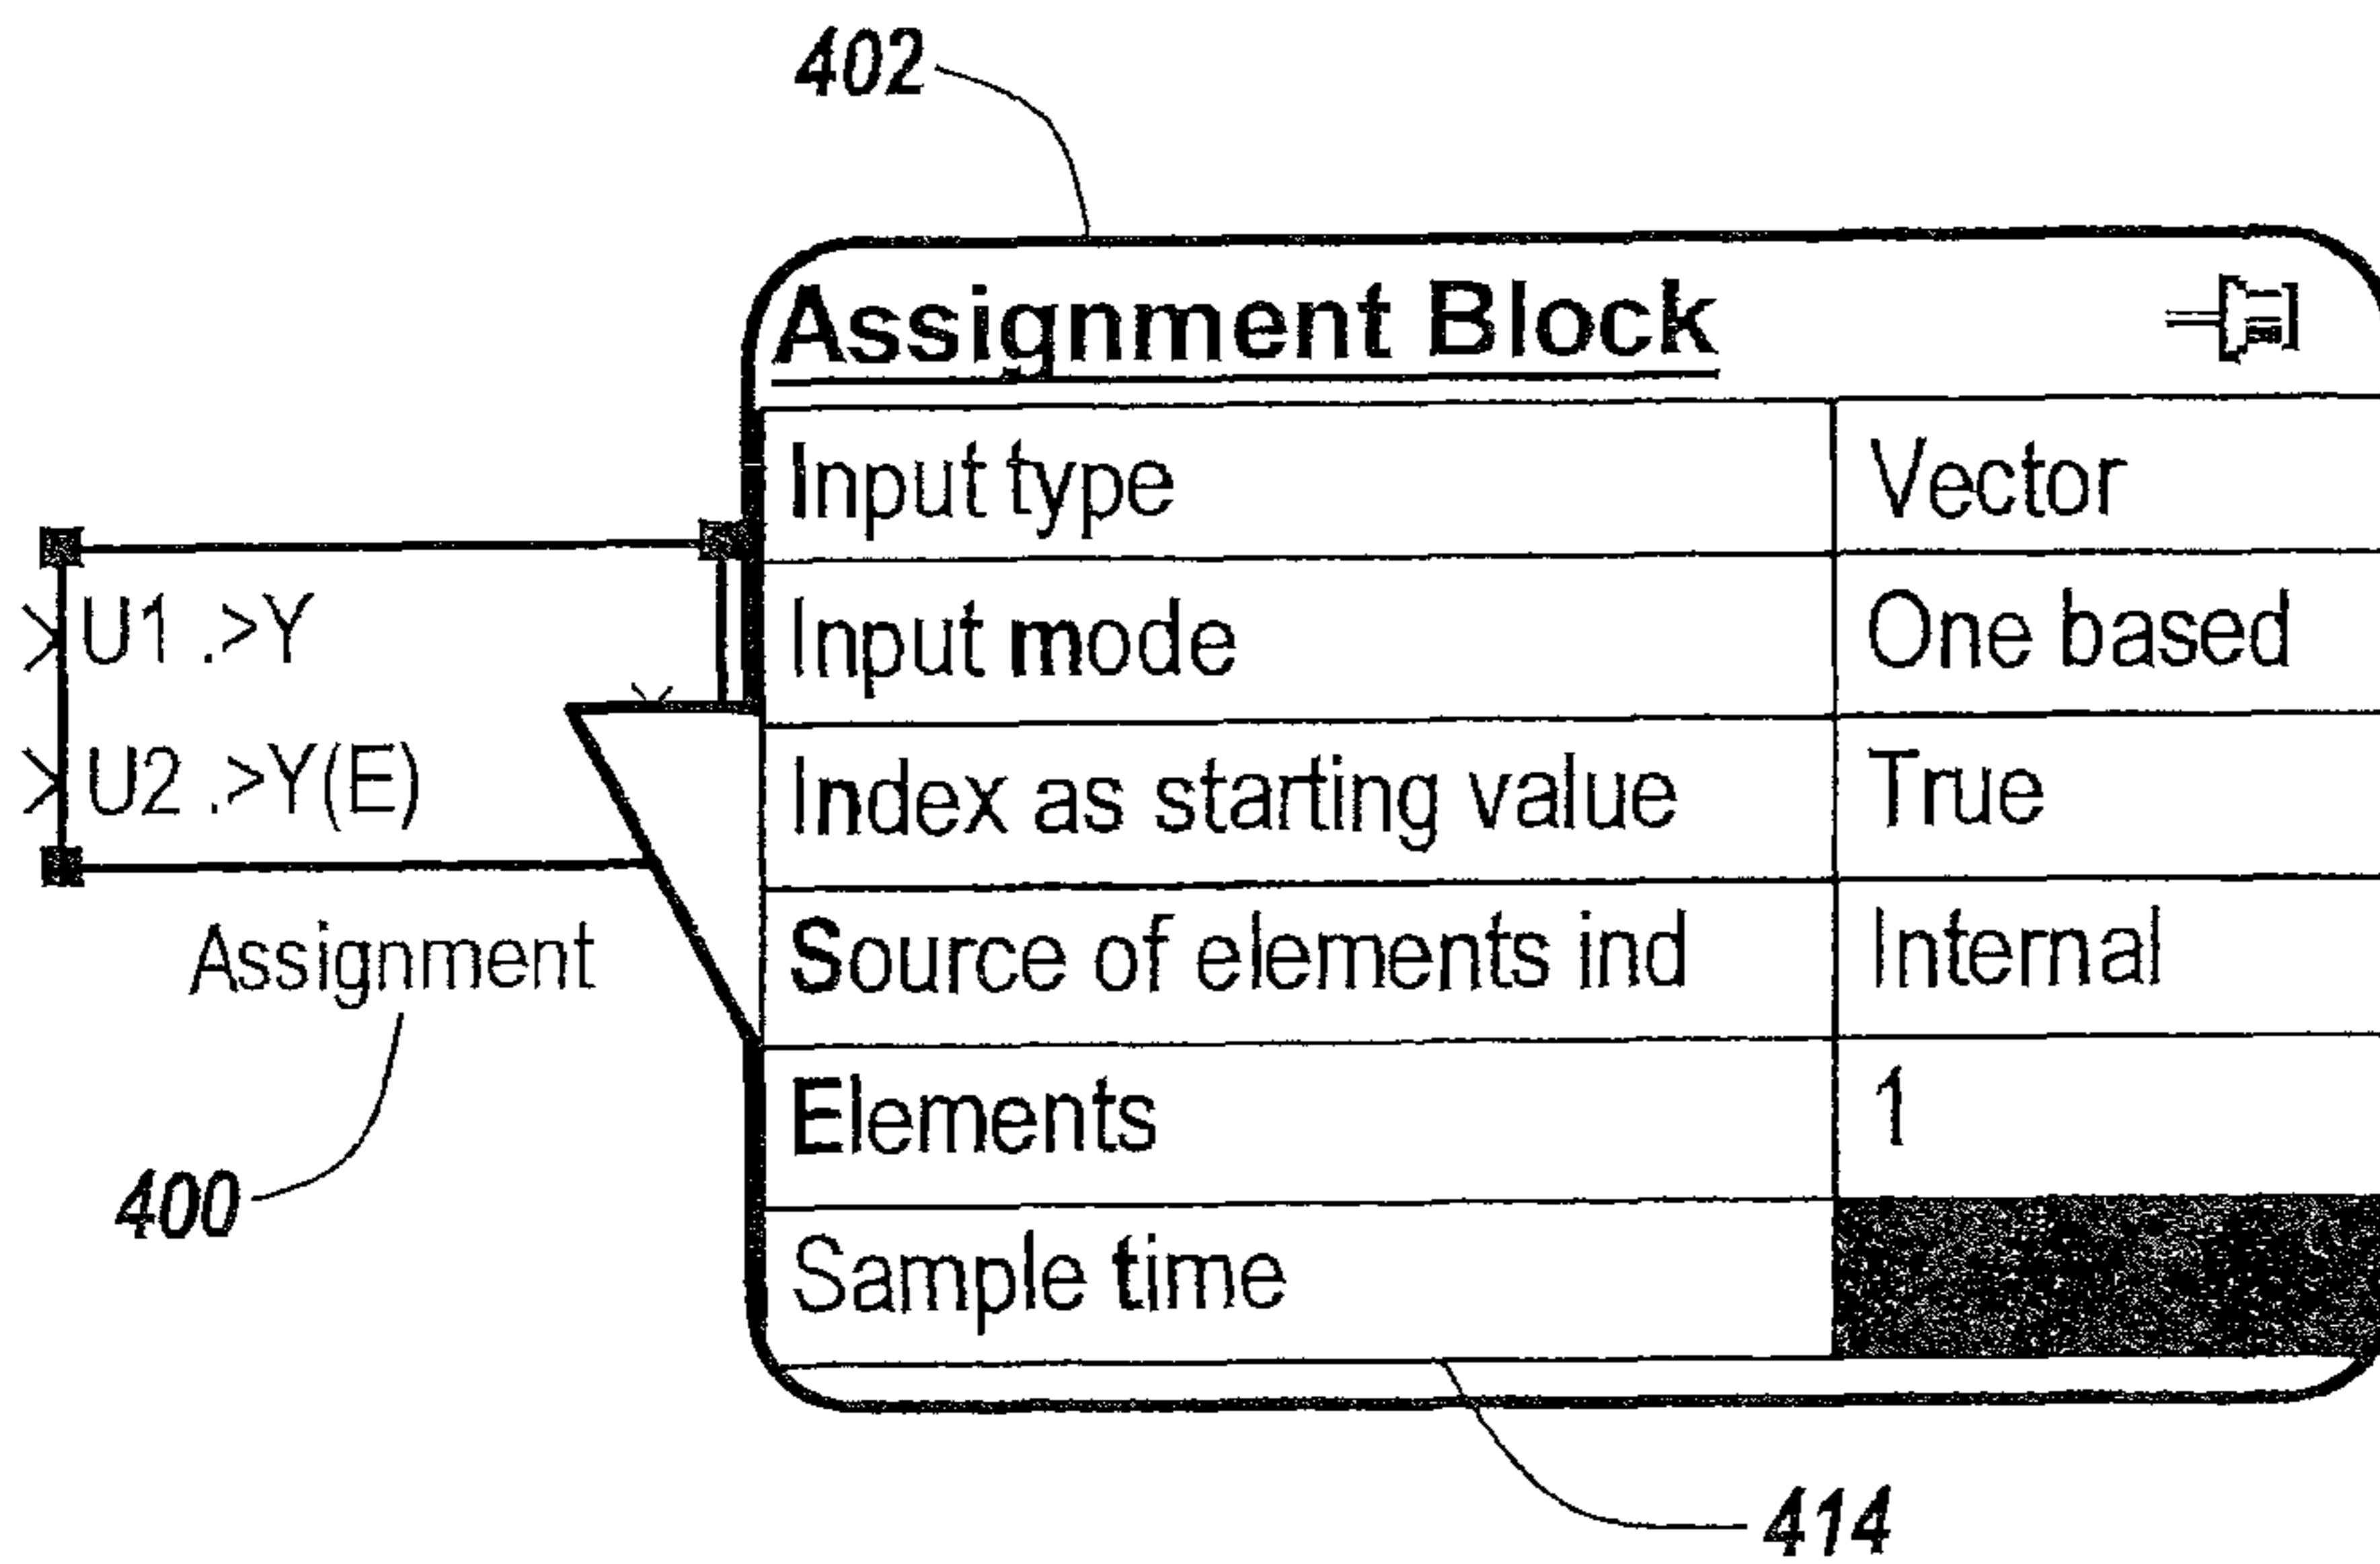 402
Assignment Block
Input type Vector
Input mode One based
Index as starting value True
Source of elements ind Internal
Elements 1
Sample time
U1 .>Y
U2 .>Y(E)
Assignment
400
414